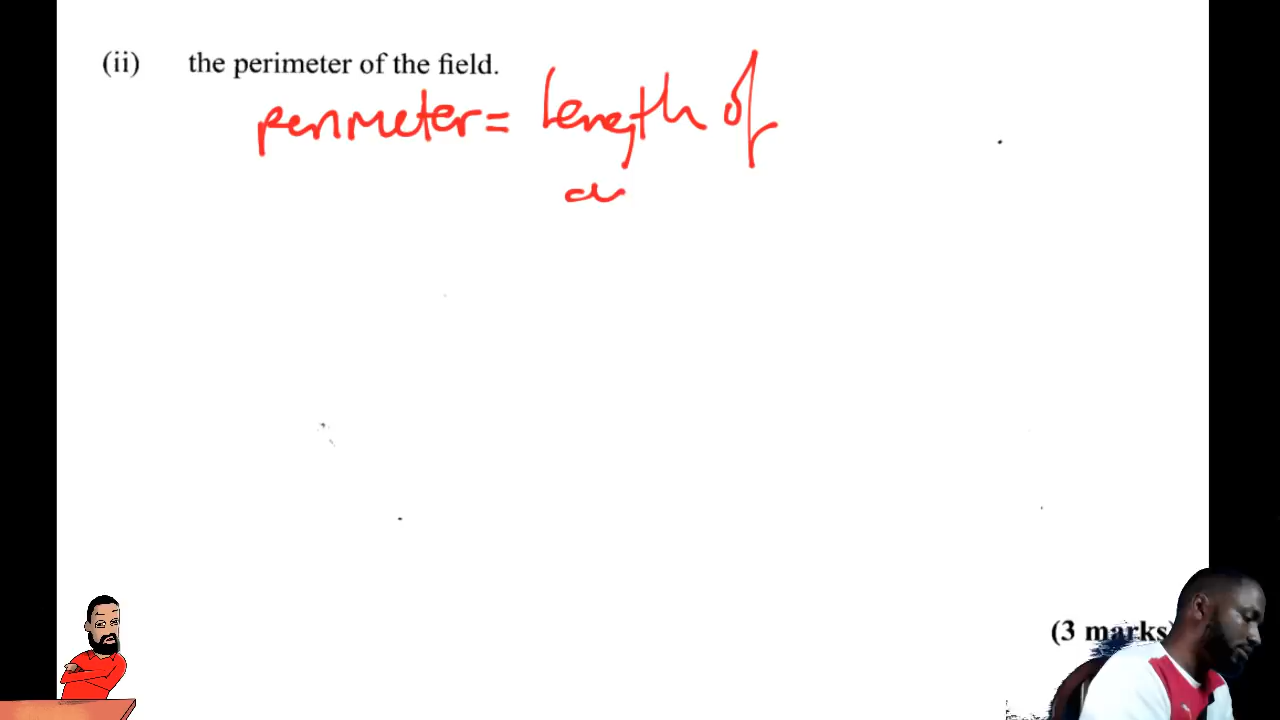 (ii) the perimeter of the field.
perimeter = length of
(3 marks)